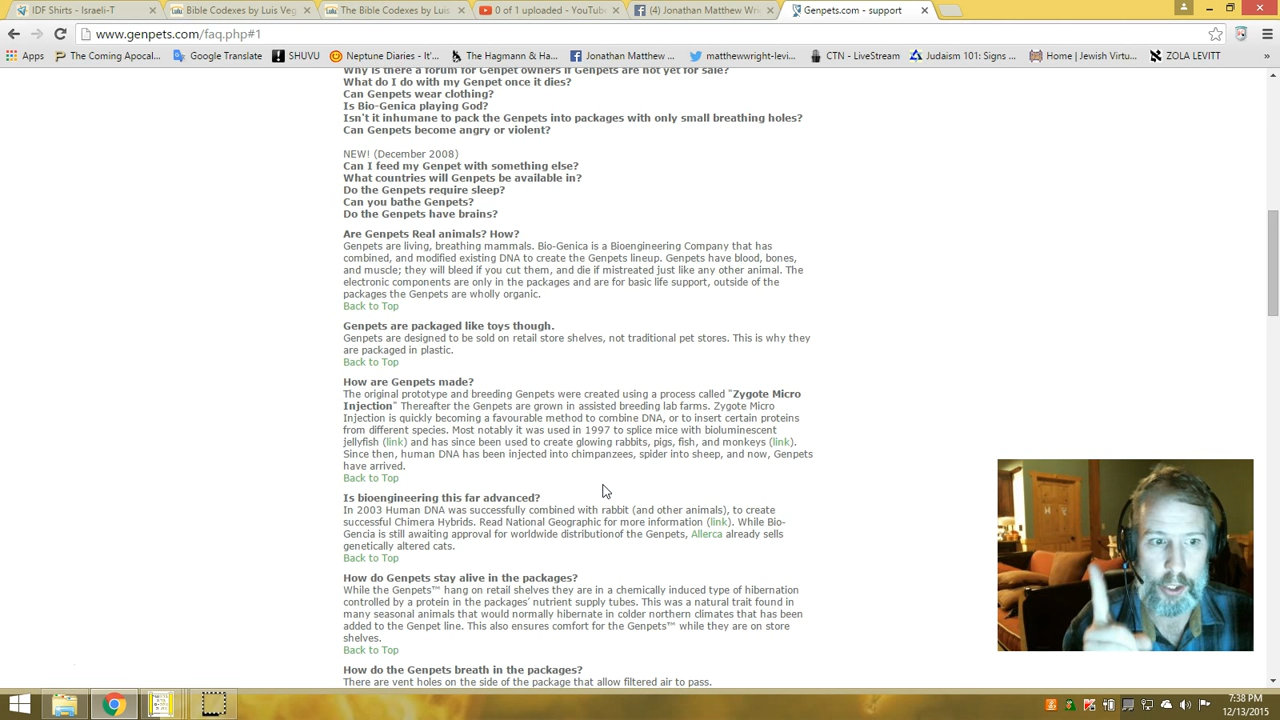 IDF Shirts - Israeli-T
Bible Codexes by Luis Veg
The Bible Codexes by Luis
0 of 1 uploaded - YouTub
(4) Jonathan Matthew Wri
Genpets.com - support
www.genpets.com/faq.php#1
Apps
The Coming Apocal...
Google Translate
SHUVU
Neptune Diaries - It'...
The Hagmann & Ha...
Jonathan Matthew ...
matthewwright-levi...
CTN - LiveStream
Judaism 101: Signs ...
Home | Jewish Virtu...
ZOLA LEVITT
»
Why is there a forum for Genpet owners if Genpets are not yet for sale?
What do I do with my Genpet once it dies?
Can Genpets wear clothing?
Is Bio-Genica playing God?
Isn't it inhumane to pack the Genpets into packages with only small breathing holes?
Can Genpets become angry or violent?
NEW! (December 2008)
Can I feed my Genpet with something else?
What countries will Genpets be available in?
Do the Genpets require sleep?
Can you bathe Genpets?
Do the Genpets have brains?
Are Genpets Real animals? How?
Genpets are living, breathing mammals. Bio-Genica is a Bioengineering Company that has
combined, and modified existing DNA to create the Genpets lineup. Genpets have blood, bones,
and muscle; they will bleed if you cut them, and die if mistreated just like any other animal. The
electronic components are only in the packages and are for basic life support, outside of the
packages the Genpets are wholly organic.
Back to Top
Genpets are packaged like toys though.
Genpets are designed to be sold on retail store shelves, not traditional pet stores. This is why they
are packaged in plastic.
Back to Top
How are Genpets made?
The original prototype and breeding Genpets were created using a process called "Zygote Micro
Injection" Thereafter the Genpets are grown in assisted breeding lab farms. Zygote Micro
Injection is quickly becoming a favourable method to combine DNA, or to insert certain proteins
from different species. Most notably it was used in 1997 to splice mice with bioluminescent
jellyfish (link) and has since been used to create glowing rabbits, pigs, fish, and monkeys (link).
Since then, human DNA has been injected into chimpanzees, spider into sheep, and now, Genpets
have arrived.
Back to Top
Is bioengineering this far advanced?
In 2003 Human DNA was successfully combined with rabbit (and other animals), to create
successful Chimera Hybrids. Read National Geographic for more information (link). While Bio-
Gencia is still awaiting approval for worldwide distributionof the Genpets, Allerca already sells
genetically altered cats.
Back to Top
How do Genpets stay alive in the packages?
While the Genpets™ hang on retail shelves they are in a chemically induced type of hibernation
controlled by a protein in the packages' nutrient supply tubes. This was a natural trait found in
many seasonal animals that would normally hibernate in colder northern climates that has been
added to the Genpet line. This also ensures comfort for the Genpets™ while they are on store
shelves.
Back to Top
How do the Genpets breath in the packages?
There are vent holes on the side of the package that allow filtered air to pass.
7:38 PM
12/13/2015